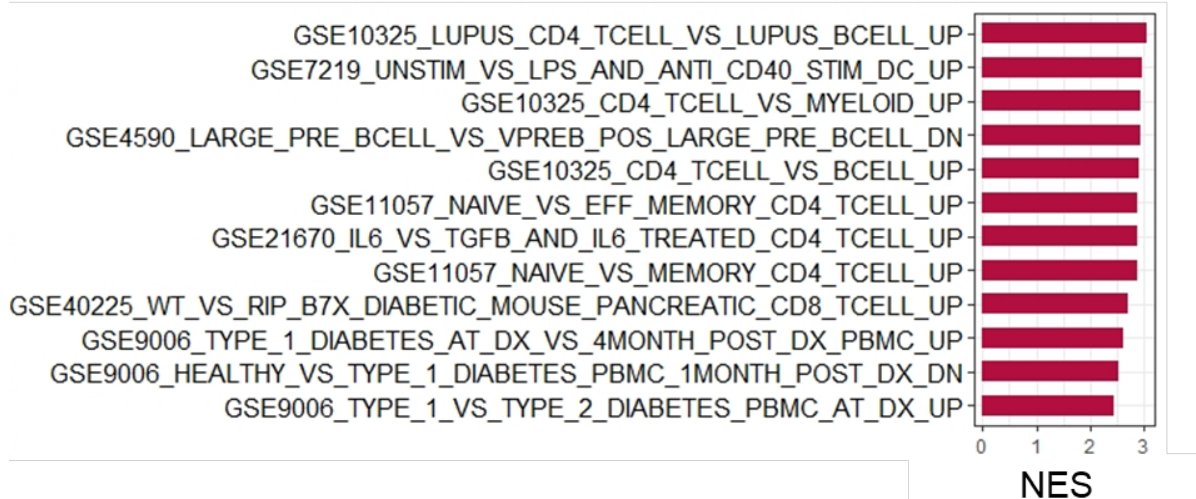 GSE10325_LUPUS_CD4_TCELL_VS_LUPUS_BCELL_UP
GSE7219_UNSTIM_VS_LPS_AND_ANTI_CD40_STIM_DC_UP
GSE10325_CD4_TCELL_VS_MYELOID_UP
GSE4590_LARGE_PRE_BCELL_VS_VPREB_POS_LARGE_PRE_BCELL_DN
GSE10325_CD4_TCELL_VS_BCELL_UP
GSE11057_NAIVE_VS_EFF_MEMORY_CD4_TCELL_UP
GSE21670_IL6_VS_TGFB_AND_IL6_TREATED_CD4_TCELL_UP
GSE11057_NAIVE_VS_MEMORY_CD4_TCELL_UP
GSE40225_WT_VS_RIP_B7X_DIABETIC_MOUSE_PANCREATIC_CD8_TCELL_UP
GSE9006_TYPE_1_DIABETES_AT_DX_VS_4MONTH_POST_DX_PBMC_UP
GSE9006_HEALTHY_VS_TYPE_1_DIABETES_PBMC_1MONTH_POST_DX_DN
GSE9006_TYPE_1_VS_TYPE_2_DIABETES_PBMC_AT_DX_UP
0 1 2 3
NES